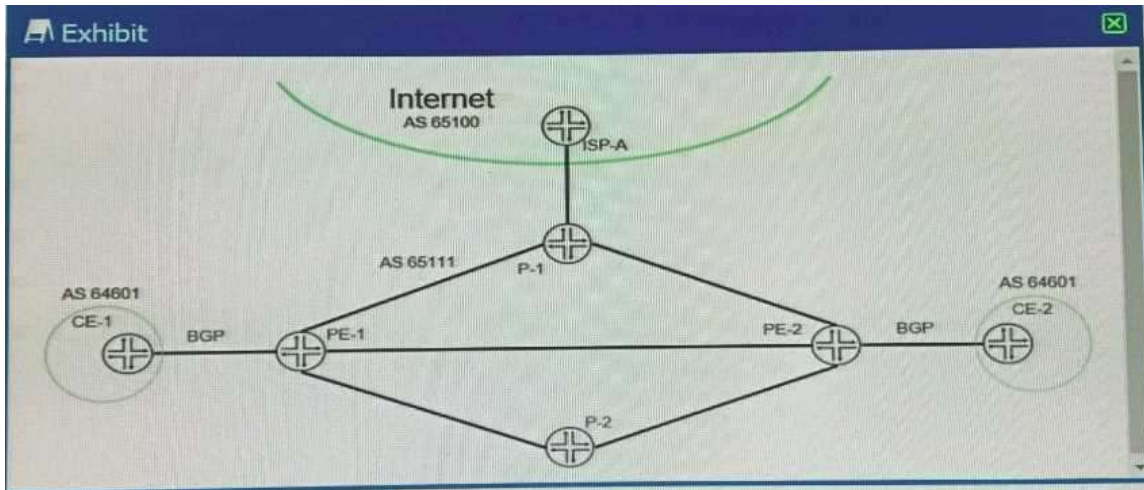 Exhibit
Internet
AS 65100
ISP-A
AS 65111
P-1
AS 64601
CE-1
BGP
PE-1
PE-2
BGP
AS 64601
CE-2
P-2